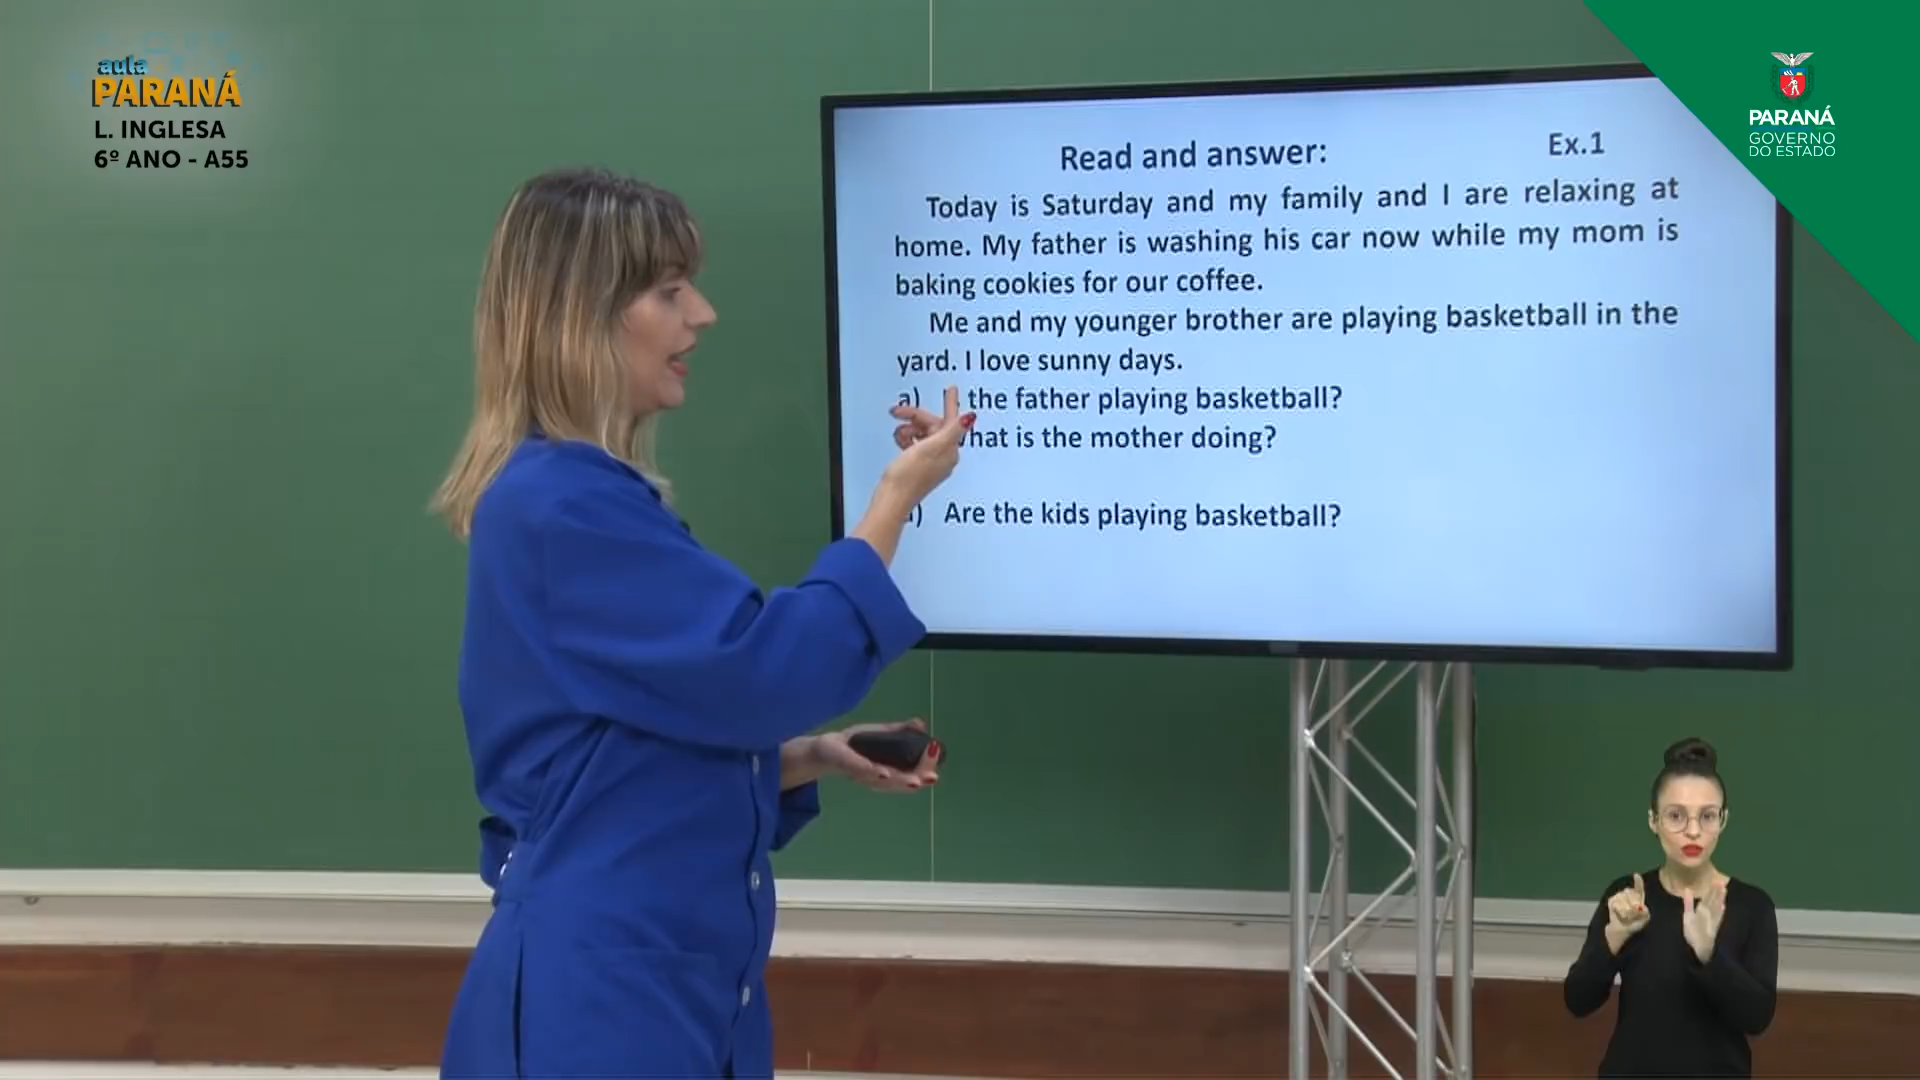 aula
PARANÁ
L. INGLESA
6º ANO - A55
PARANÁ
GOVERNO
DO ESTADO
Read and answer: Ex.1
Today is Saturday and my family and I are relaxing at
home. My father is washing his car now while my mom is
baking cookies for our coffee.
Me and my younger brother are playing basketball in the
yard. I love sunny days.
a) the father playing basketball?
is the mother doing?
Are the kids playing basketball?